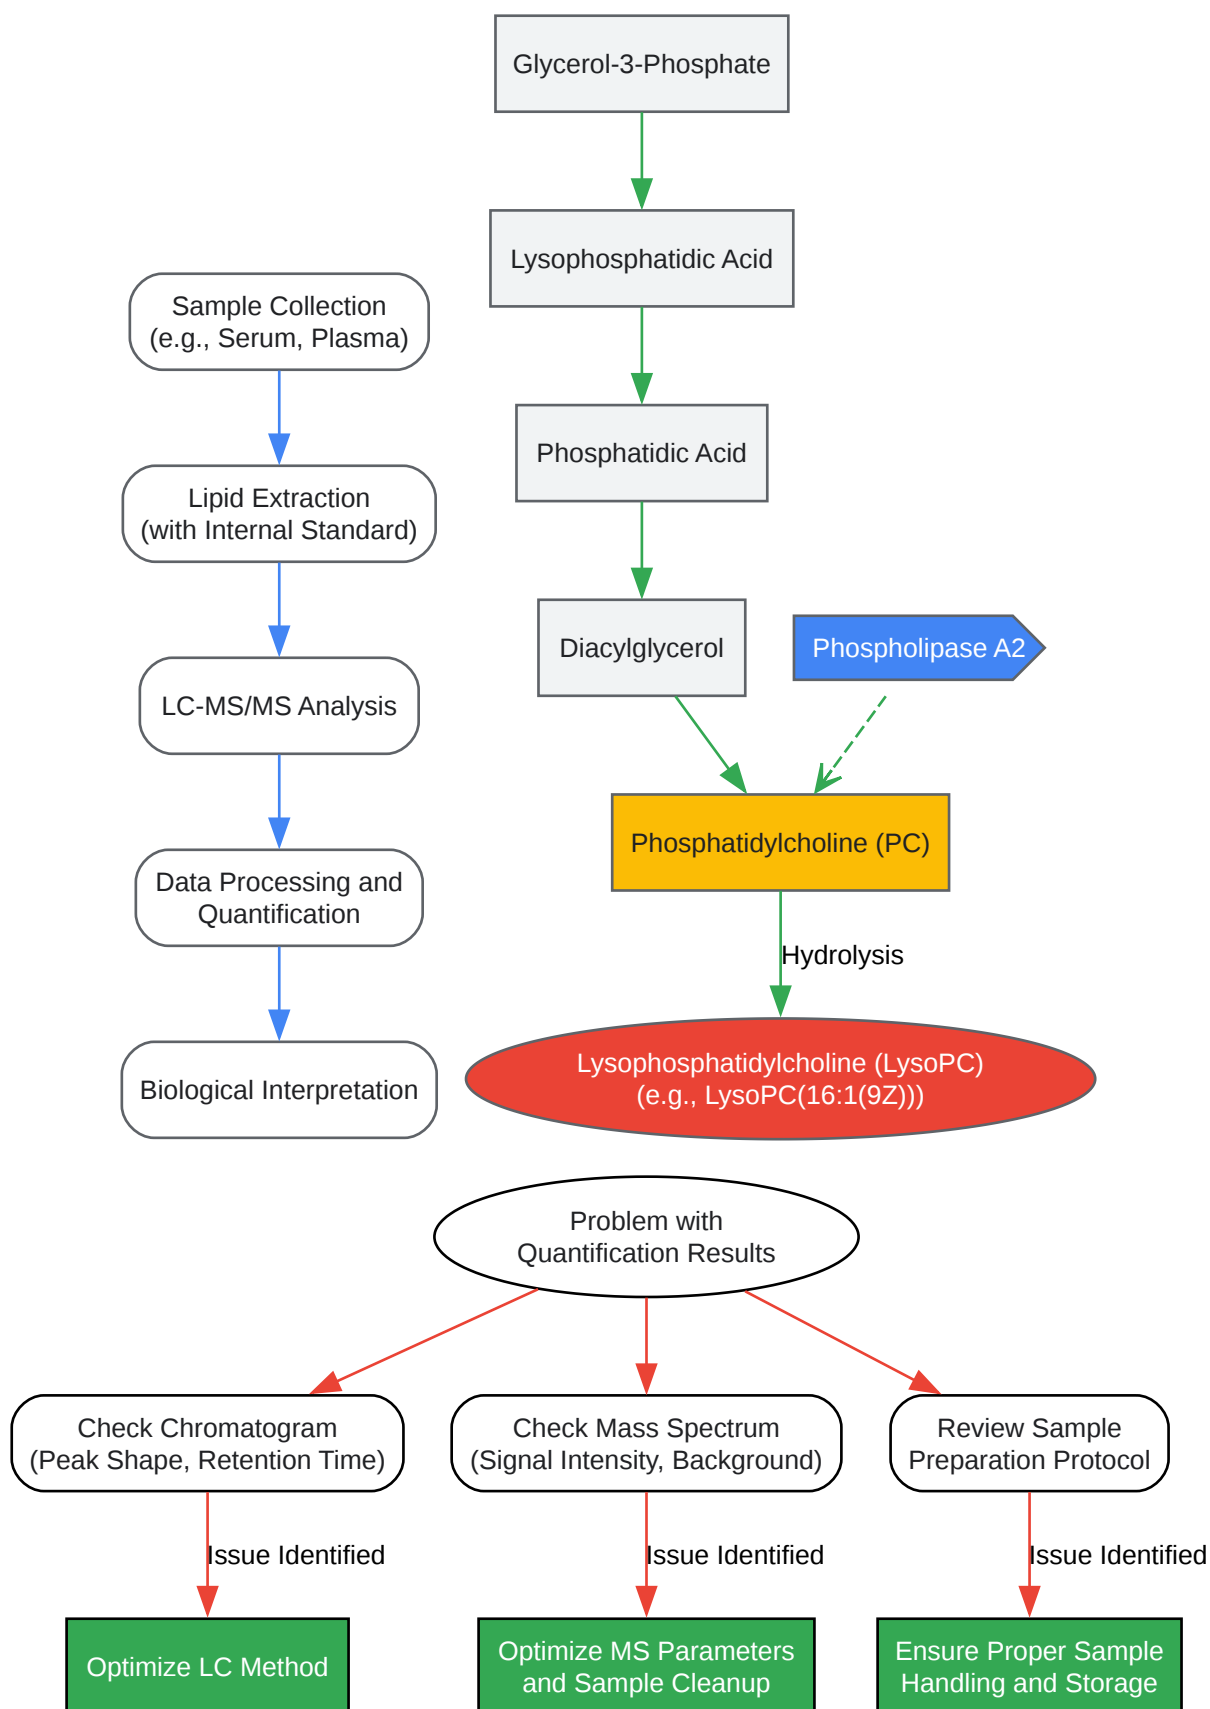 Glycerol-3-Phosphate
Lysophosphatidic Acid
Phosphatidic Acid
Diacylglycerol
Phospholipase A2
Phosphatidylcholine (PC)
Hydrolysis
Lysophosphatidylcholine (LysoPC)
(e.g., LysoPC(16:1(9Z)))
Sample Collection
(e.g., Serum, Plasma)
Lipid Extraction
(with Internal Standard)
LC-MS/MS Analysis
Data Processing and
Quantification
Biological Interpretation
Problem with
Quantification Results
Check Chromatogram
(Peak Shape, Retention Time)
Check Mass Spectrum
(Signal Intensity, Background)
Review Sample
Preparation Protocol
Issue Identified
Issue Identified
Issue Identified
Optimize LC Method
Optimize MS Parameters
and Sample Cleanup
Ensure Proper Sample
Handling and Storage